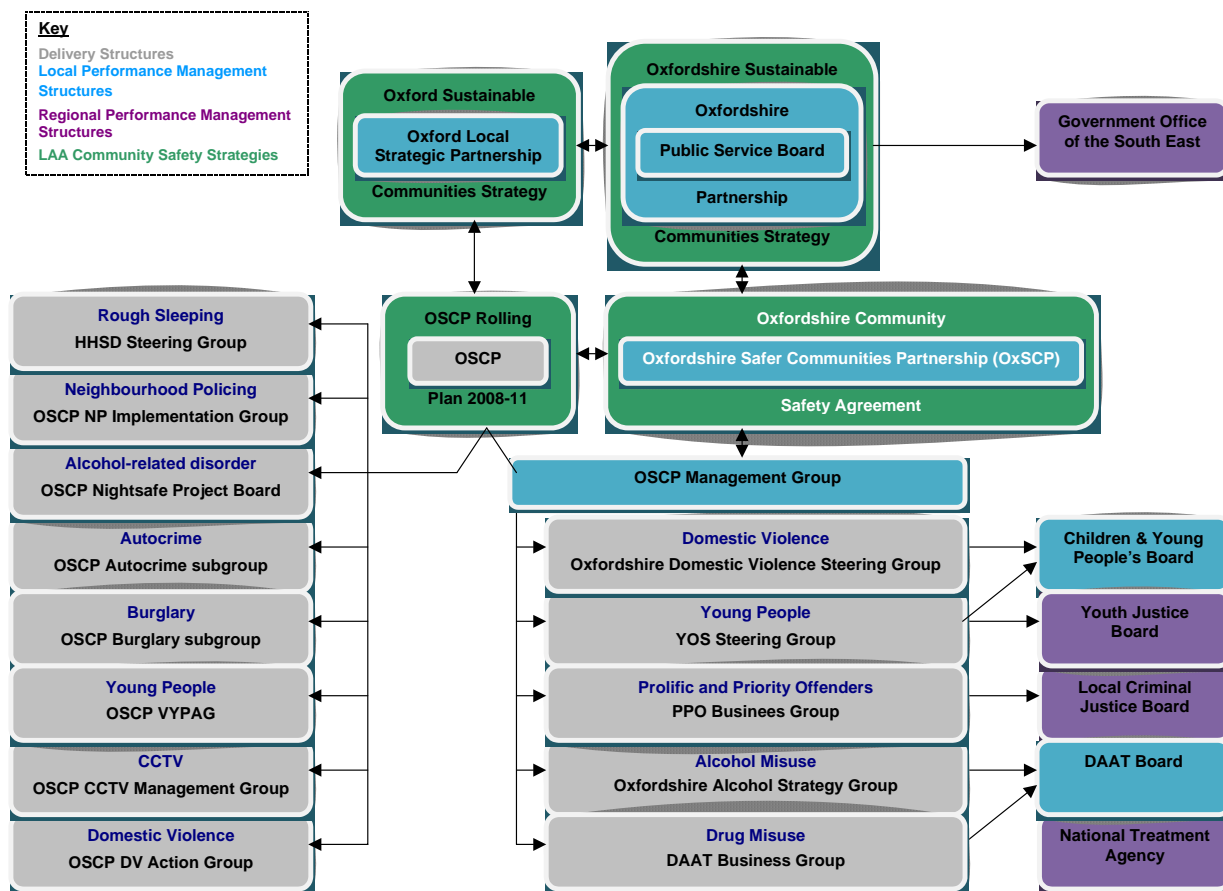 Key
Delivery Structures
Local Performance Management
Structures
Regional Performance Management
Structures
LAA Community Safety Strategies
Oxford Sustainable
Oxford Local
Strategic Partnership
Communities Strategy
Oxfordshire Sustainable
Oxfordshire
Public Service Board
Partnership
Communities Strategy
Government Office
of the South East
OSCP Rolling
OSCP
Plan 2008-11
Oxfordshire Community
Oxfordshire Safer Communities Partnership (OxSCP)
Safety Agreement
OSCP Management Group
Rough Sleeping
HHSD Steering Group
Neighbourhood Policing
OSCP NP Implementation Group
Alcohol-related disorder
OSCP Nightsafe Project Board
Autocrime
OSCP Autocrime subgroup
Burglary
OSCP Burglary subgroup
Young People
OSCP VYPAG
CCTV
OSCP CCTV Management Group
Domestic Violence
OSCP DV Action Group
Domestic Violence
Oxfordshire Domestic Violence Steering Group
Young People
YOS Steering Group
Prolific and Priority Offenders
PPO Businees Group
Alcohol Misuse
Oxfordshire Alcohol Strategy Group
Drug Misuse
DAAT Business Group
Children & Young
People's Board
Youth Justice
Board
Local Criminal
Justice Board
DAAT Board
National Treatment
Agency